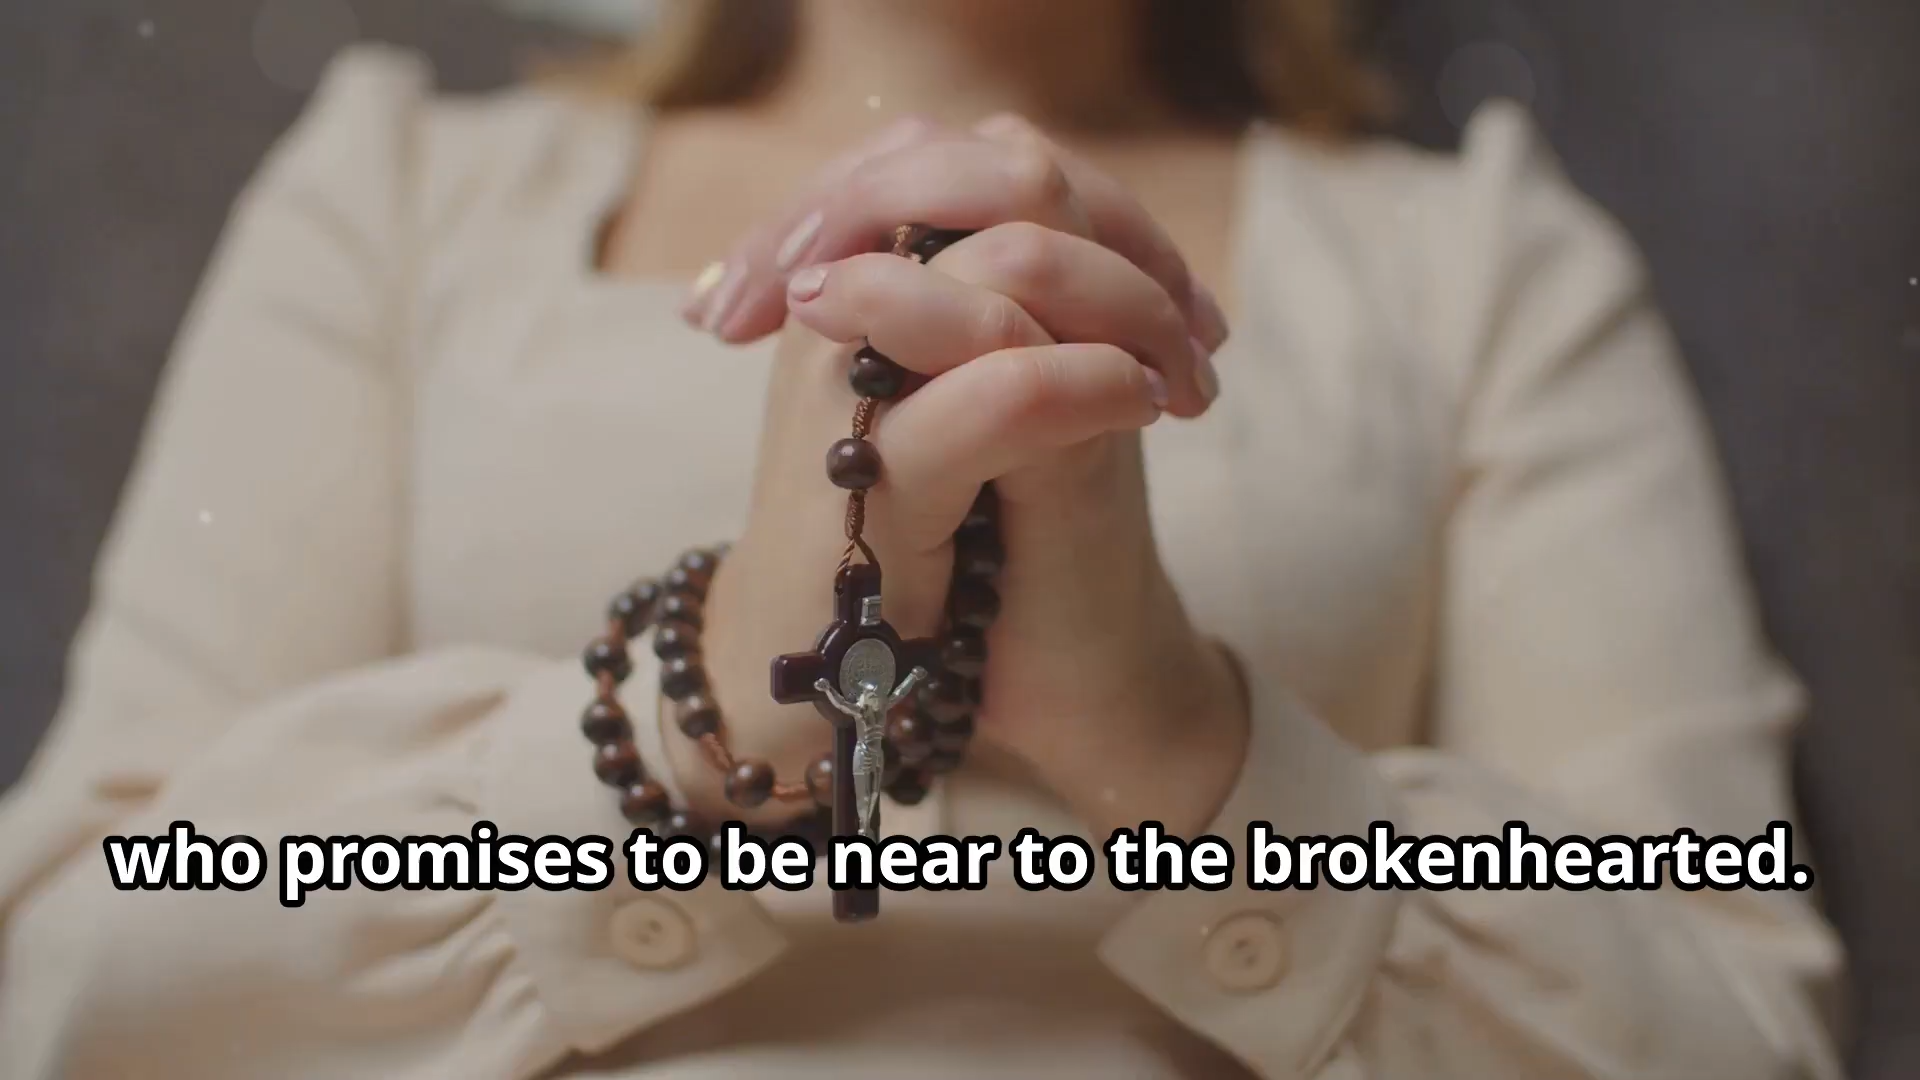 who promises to be near to the brokenhearted.